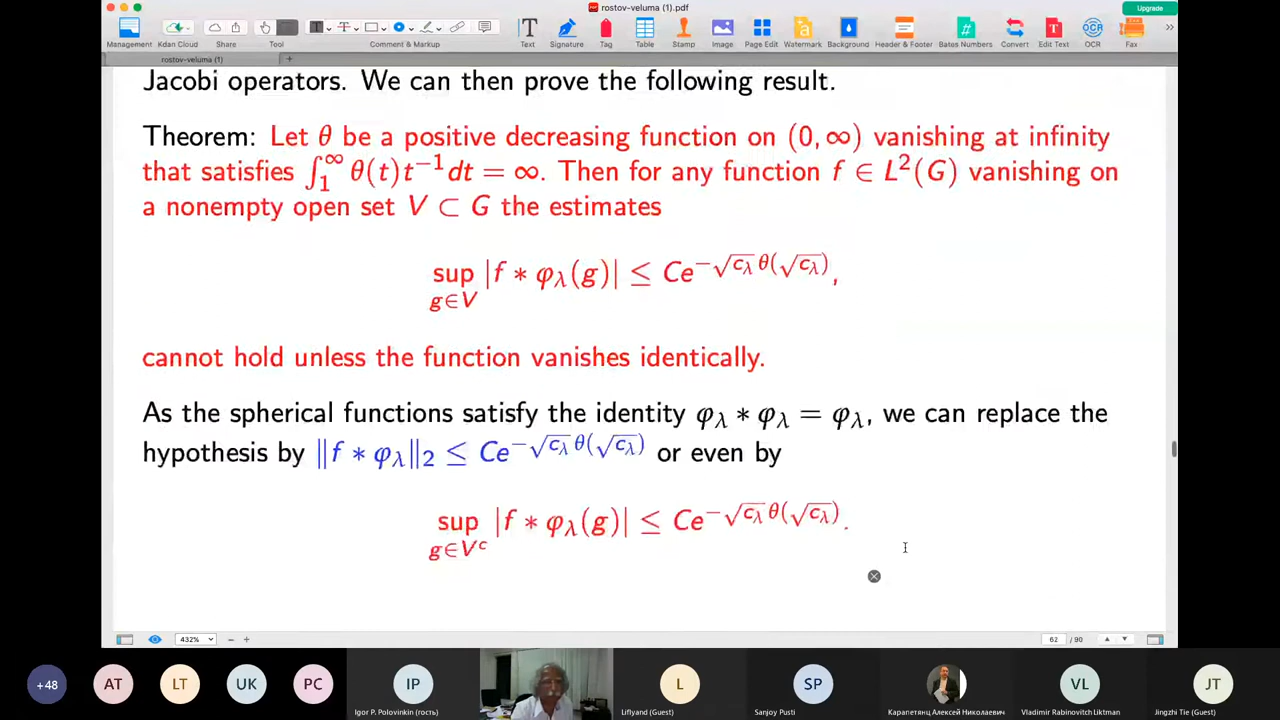 rostov-veluma (1).pdf
Upgrade
Management
Kdan Cloud
Share
Tool
Comment & Markup
Text
Signature
Tag
Table
Stamp
Image
Page Edit
Watermark
Background
Header & Footer
Bates Numbers
Convert
Edit Text
OCR
Fax
rostov-veluma (1)
Jacobi operators. We can then prove the following result.
Theorem: Let θ be a positive decreasing function on (0, ∞) vanishing at infinity
that satisfies ∫₁^∞ θ(t)t⁻¹dt = ∞. Then for any function f ∈ L²(G) vanishing on
a nonempty open set V ⊂ G the estimates
sup_{g∈V} |f ∗ φ_λ(g)| ≤ Ce^{−√c_λ θ(√c_λ)},
cannot hold unless the function vanishes identically.
As the spherical functions satisfy the identity φ_λ ∗ φ_λ = φ_λ, we can replace the
hypothesis by ‖f ∗ φ_λ‖₂ ≤ Ce^{−√c_λ θ(√c_λ)} or even by
sup_{g∈V^c} |f ∗ φ_λ(g)| ≤ Ce^{−√c_λ θ(√c_λ)}.
432%
62 / 90
+48
AT
LT
UK
PC
IP
Igor P. Polovinkin (гость)
L
Liflyand (Guest)
SP
Sanjoy Pusti
Карапетянц Алексей Николаевич
VL
Vladimir Rabinovitch Liktman
JT
Jingzhi Tie (Guest)